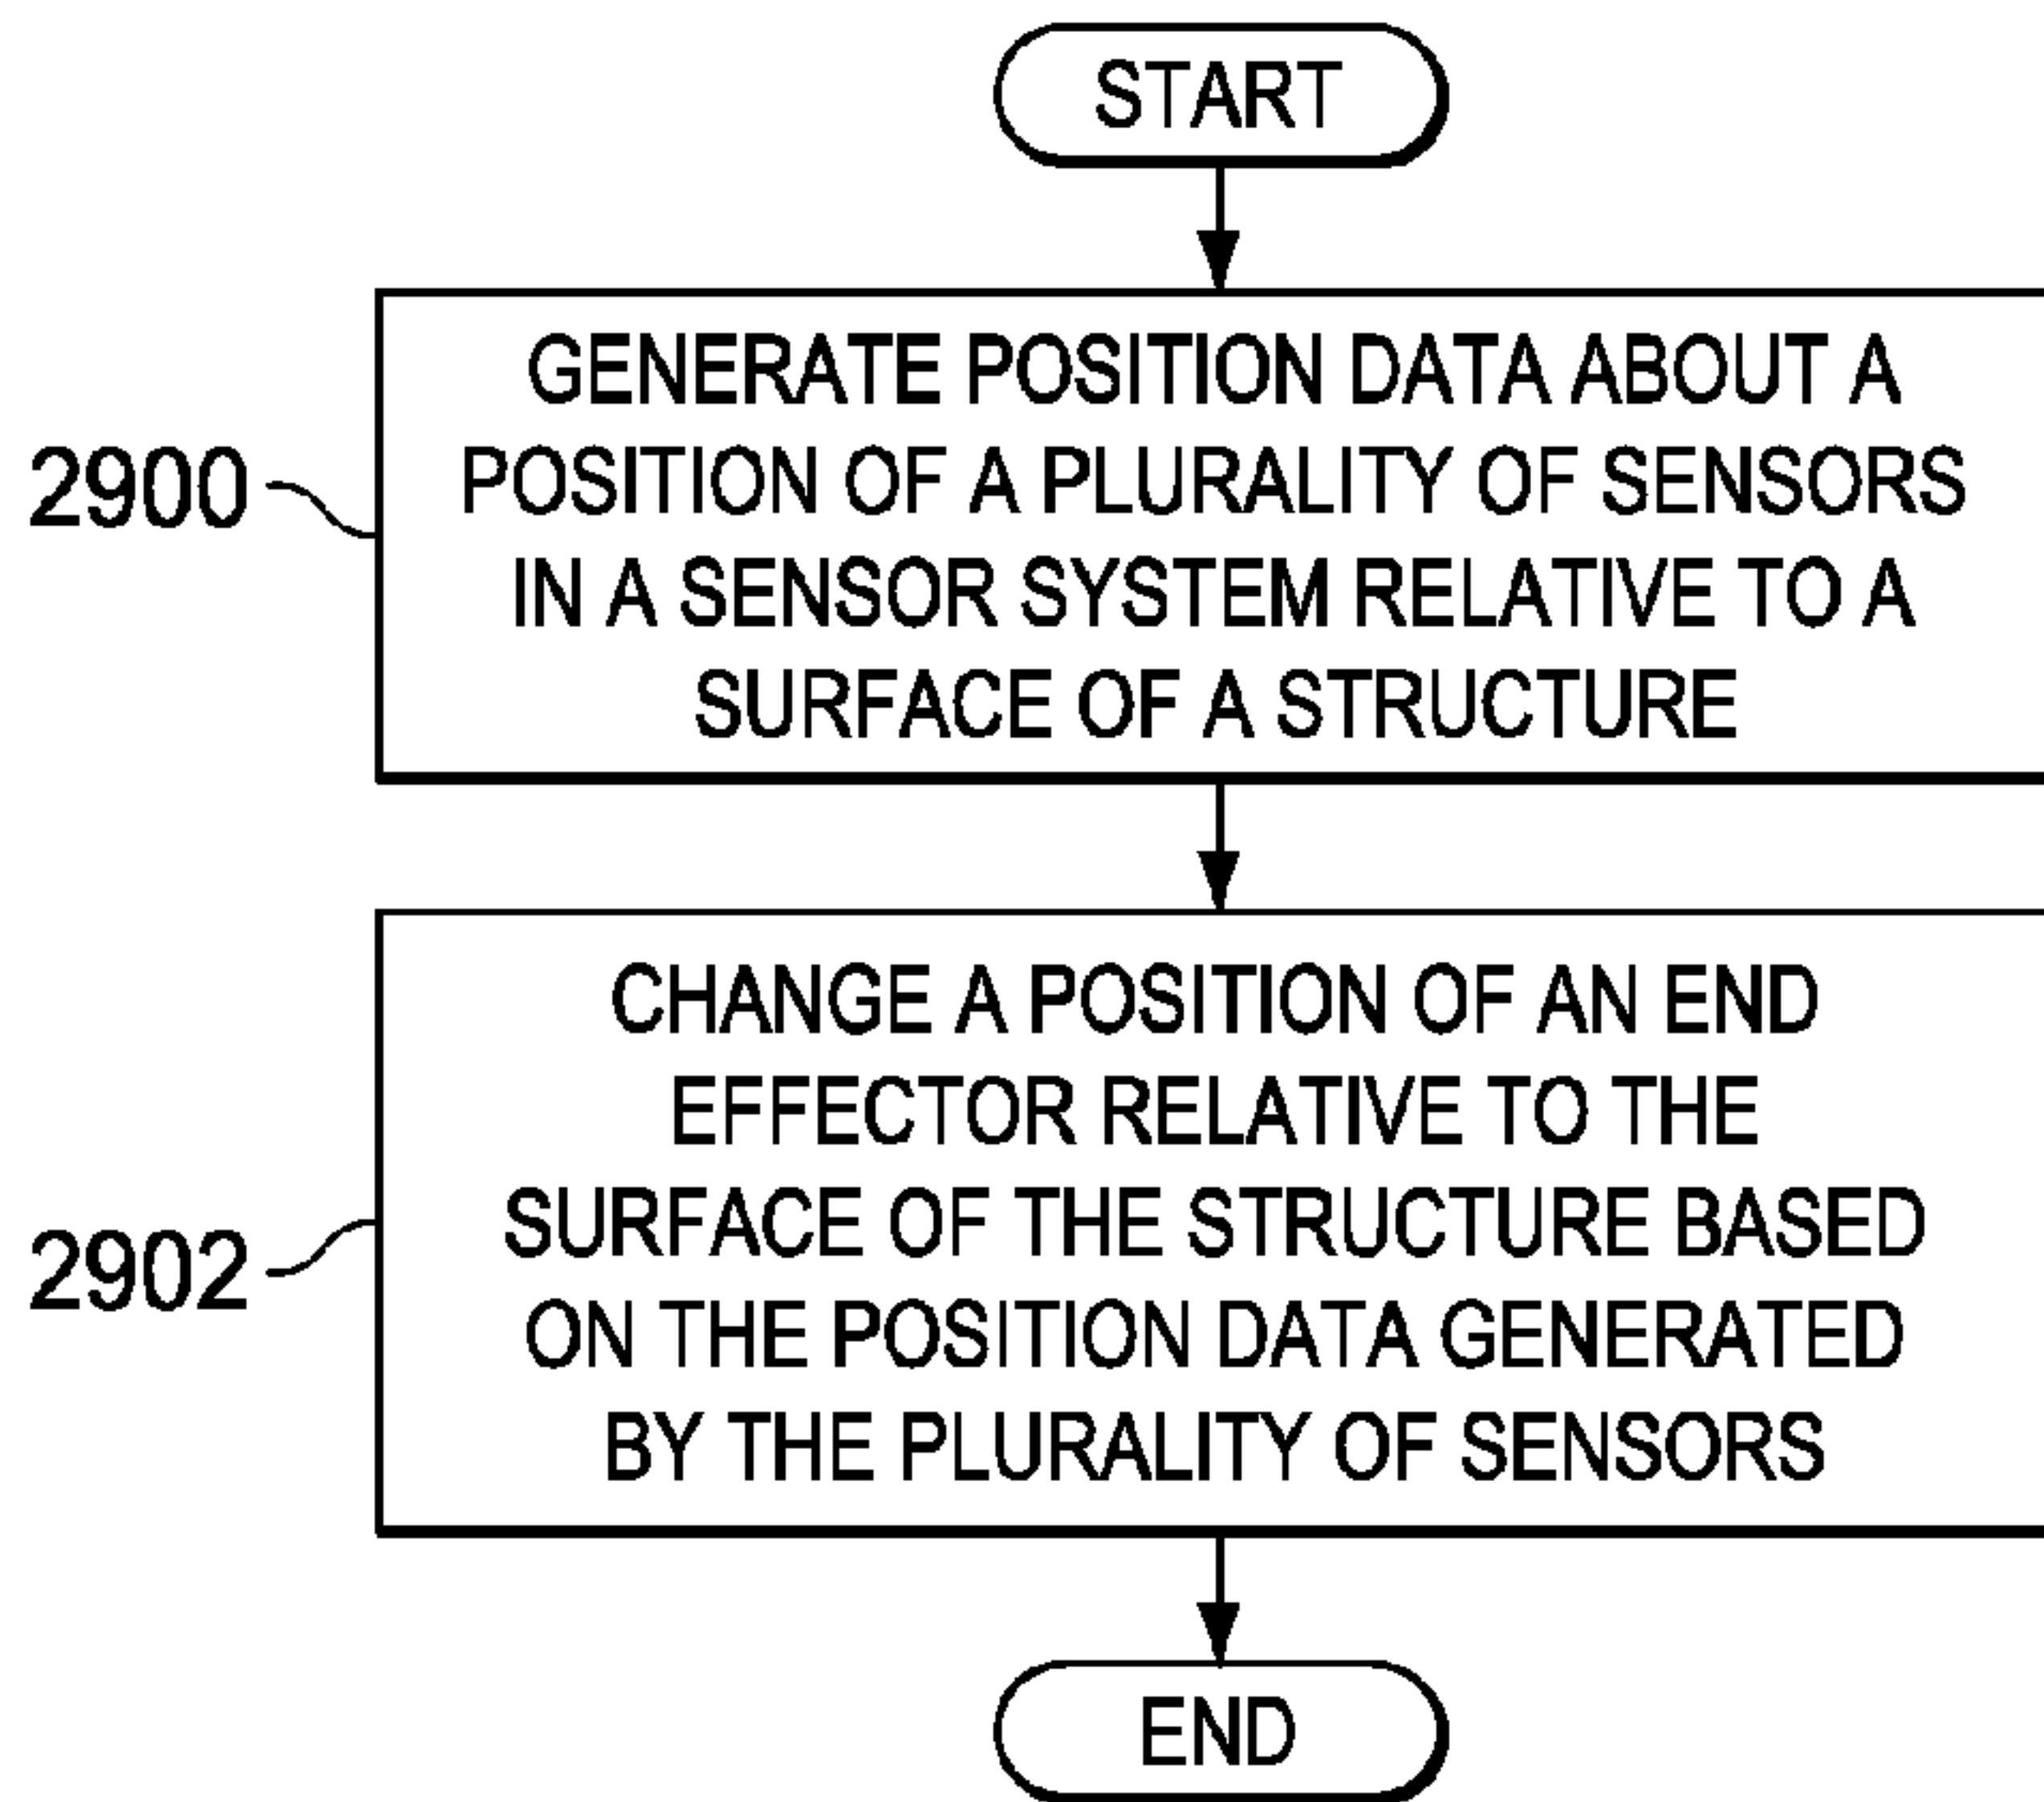 START
2900
GENERATE POSITION DATA ABOUT A
POSITION OF A PLURALITY OF SENSORS
IN A SENSOR SYSTEM RELATIVE TO A
SURFACE OF A STRUCTURE
2902
CHANGE A POSITION OF AN END
EFFECTOR RELATIVE TO THE
SURFACE OF THE STRUCTURE BASED
ON THE POSITION DATA GENERATED
BY THE PLURALITY OF SENSORS
END